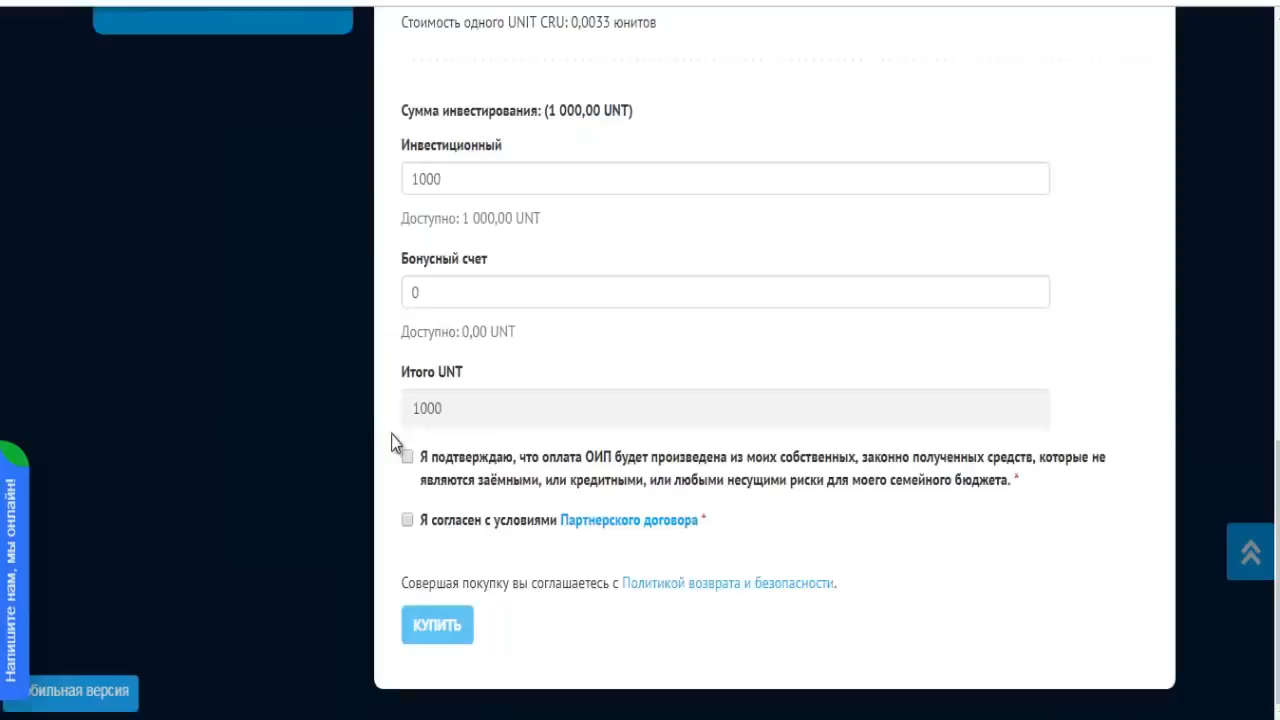 Стоимость одного UNIT CRU: 0,0033 юнитов
Сумма инвестирования: (1 000,00 UNT)
Инвестиционный
1000
Доступно: 1 000,00 UNT
Бонусный счет
0
Доступно: 0,00 UNT
Итого UNT
1000
Я подтверждаю, что оплата ОИП будет произведена из моих собственных, законно полученных средств, которые не
являются заёмными, или кредитными, или любыми несущими риски для моего семейного бюджета. *
Я согласен с условиями Партнерского договора *
Совершая покупку вы соглашаетесь с Политикой возврата и безопасности.
КУПИТЬ
Напишите нам, мы онлайн!
бильная версия